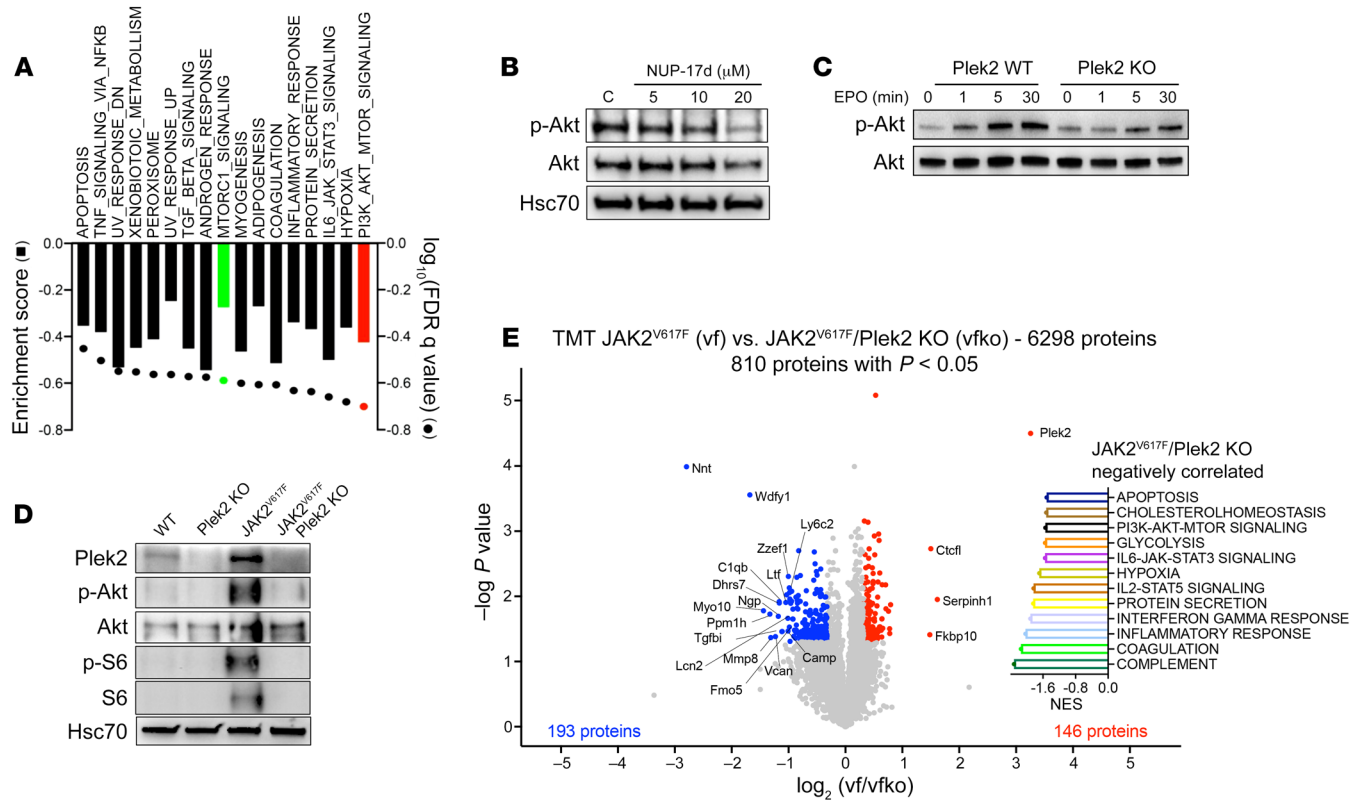 A
APOPTOSIS
TNF_SIGNALING_VIA_NFKB
UV_RESPONSE_DN
XENOBIOTOIC_METABOLLISM
PEROXISOME
UV_RESPONSE_UP
TGF_BETA_SIGNALING
ANDROGEN_RESPONSE
MTORC1_SIGNALING
MYOGENESIS
ADIPOGENESIS
COAGULATION
INFLAMMATORY_RESPONSE
PROTEIN_SECRETION
IL6_JAK_STAT3_SIGNALING
HYPOXIA
PI3K_AKT_MTOR_SIGNALING
Enrichment score (■)
0.0
-0.2
-0.4
-0.6
-0.8
0.0
-0.2
-0.4
-0.6
-0.8
log10(FDR q value) (●)
B
NUP-17d (μM)
C 5 10 20
p-Akt
Akt
Hsc70
C
Plek2 WT Plek2 KO
EPO (min) 0 1 5 30 0 1 5 30
p-Akt
Akt
D
WT
Plek2 KO
JAK2V617F
JAK2V617F
Plek2 KO
Plek2
p-Akt
Akt
p-S6
S6
Hsc70
E
TMT JAK2V617F (vf) vs. JAK2V617F/Plek2 KO (vfko) - 6298 proteins
810 proteins with P < 0.05
–log P value
5
4
3
2
1
0
Plek2
Nnt
Wdfy1
Ly6c2
Zzef1
C1qb
Ltf
Dhrs7
Ngp
Myo10
Ppm1h
Tgfbi
Lcn2
Mmp8
Camp
Vcan
Fmo5
Ctcfl
Serpinh1
Fkbp10
193 proteins
146 proteins
–5 –4 –3 –2 –1 0 1 2 3 4 5
log2 (vf/vfko)
JAK2V617F/Plek2 KO
negatively correlated
APOPTOSIS
CHOLESTEROLHOMEOSTASIS
PI3K-AKT-MTOR SIGNALING
GLYCOLYSIS
IL6-JAK-STAT3 SIGNALING
HYPOXIA
IL2-STAT5 SIGNALING
PROTEIN SECRETION
INTERFERON GAMMA RESPONSE
INFLAMMATORY RESPONSE
COAGULATION
COMPLEMENT
-1.6 -0.8 0.0
NES